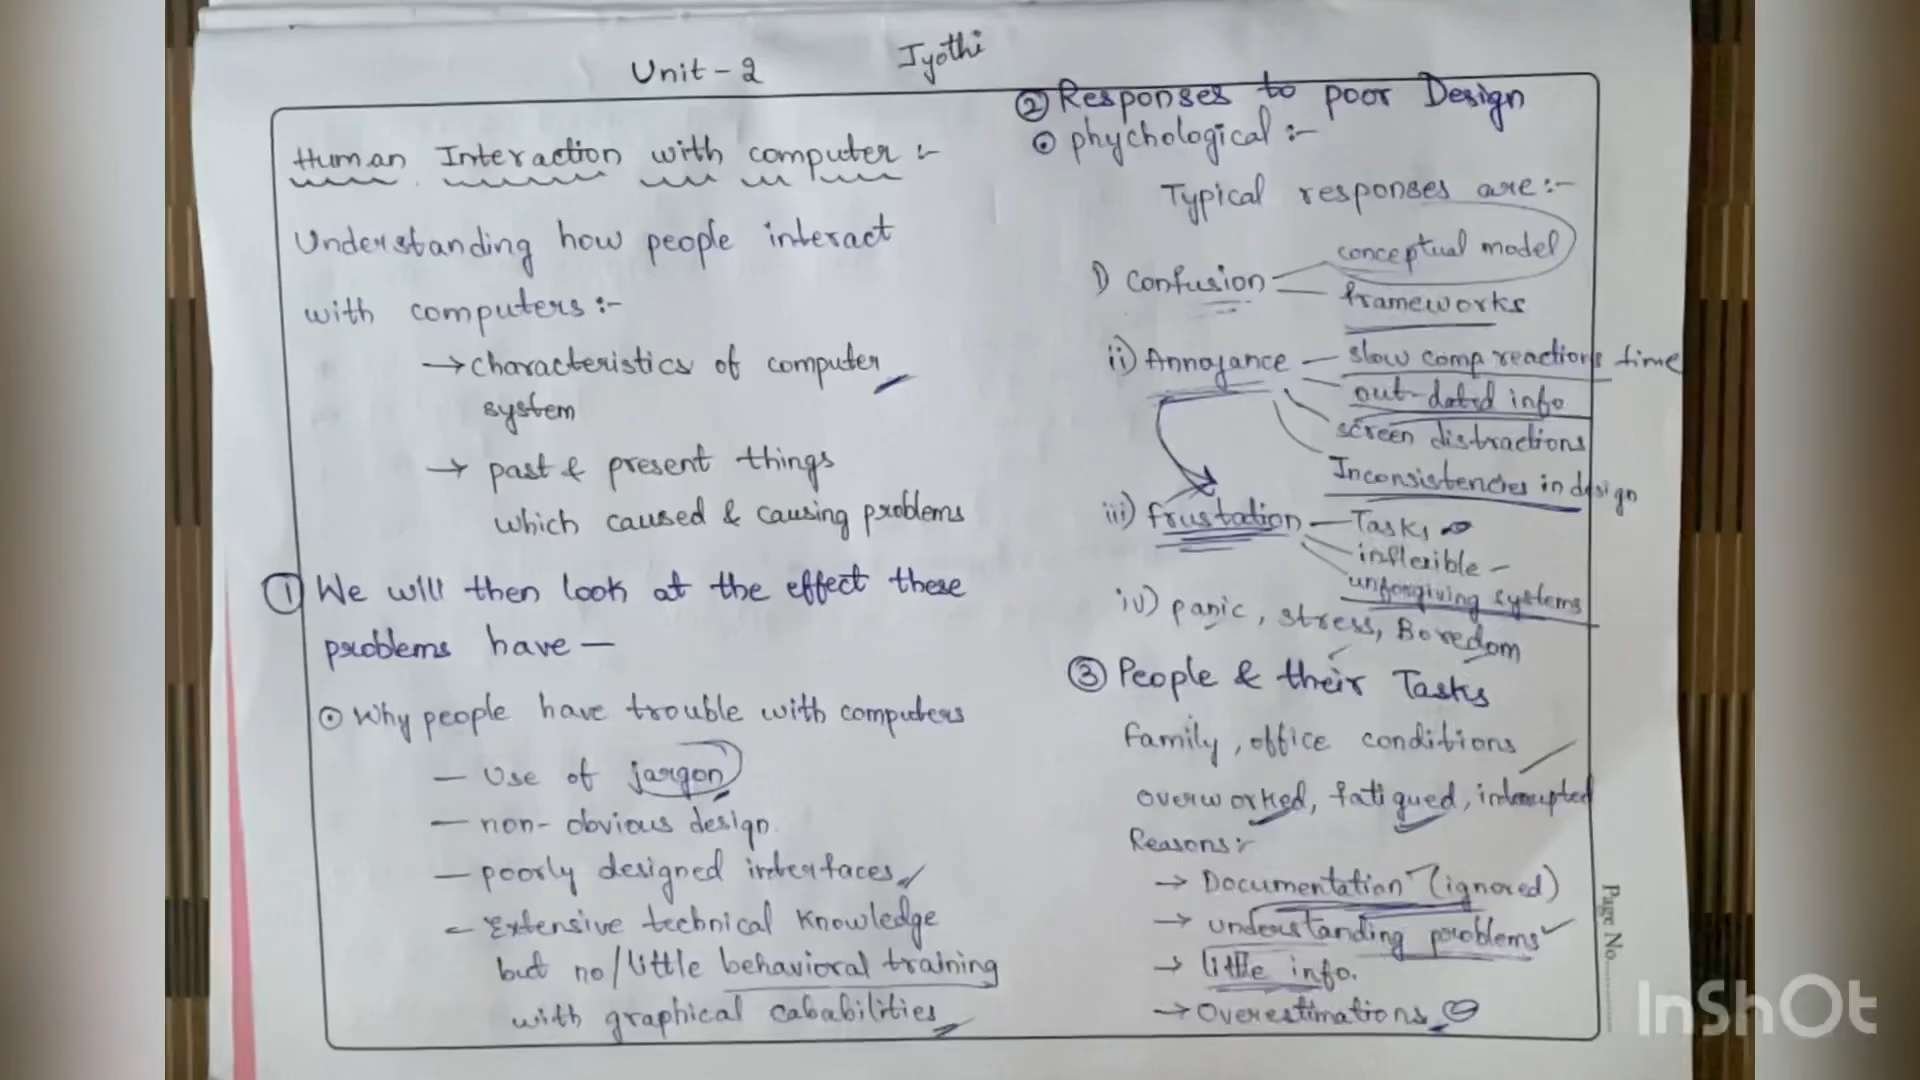 Unit - 2
Jyothi
Human Interaction with computer :-
Understanding how people interact
with computers :-
→ characteristics of computer
system
→ past & present things
which caused & causing problems
① We will then look at the effect these
problems have —
⊙ Why people have trouble with computers
— Use of jargon
— non-obvious design
— poorly designed interfaces
— Extensive technical knowledge
but no/little behavioral training
with graphical cababilities
② Responses to poor Design
⊙ phychological :-
Typical responses are :-
i) Confusion — conceptual model
frameworks
ii) Annoyance — slow comp reactions time
out-dated info
screen distractions
Inconsistencies in design
iii) frustation — Tasks
inflexible —
unforgiving systems
iv) panic, stress, Boredom
③ People & their Tasks
family, office conditions
overworked, fatigued, interrupted
Reasons :-
→ Documentation (ignored)
→ understanding problems
→ little info.
→ Overestimations
Page No.
InShOt